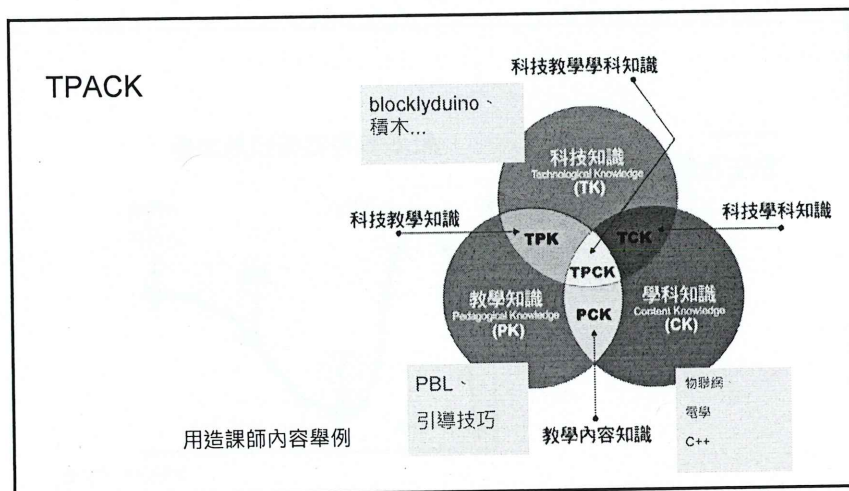 TPACK
科技教學學科知識
blocklyduino、
積木...
科技知識
Technological Knowledge
(TK)
科技教學知識
科技學科知識
TPK
TCK
TPCK
教學知識
Pedagogical Knowledge
(PK)
PCK
學科知識
Content Knowledge
(CK)
PBL、
引導技巧
物聯網
電學
C++
用造課師內容舉例
教學內容知識